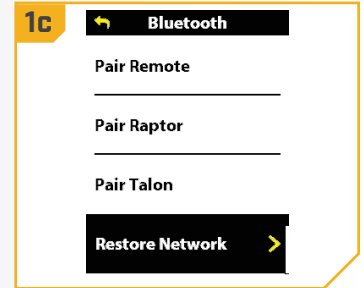 1c
Bluetooth
Pair Remote
Pair Raptor
Pair Talon
Restore Network